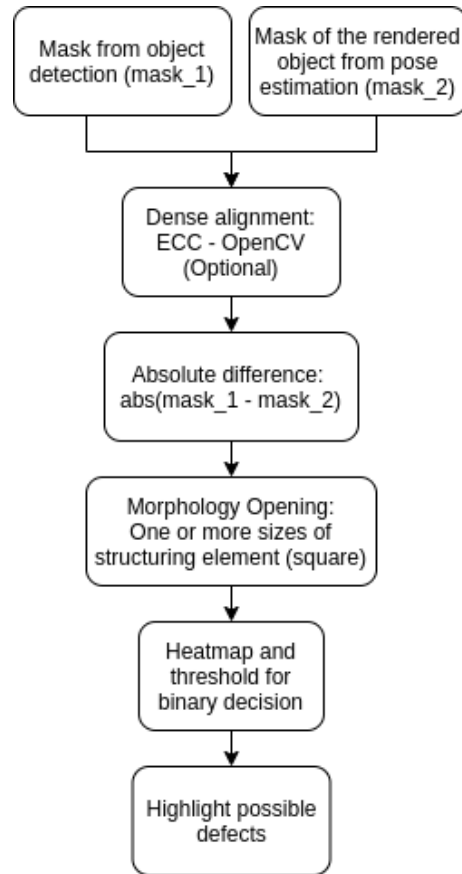 Mask from object
detection (mask_1)
Mask of the rendered
object from pose
estimation (mask_2)
Dense alignment:
ECC - OpenCV
(Optional)
Absolute difference:
abs(mask_1 - mask_2)
Morphology Opening:
One or more sizes of
structuring element (square)
Heatmap and
threshold for
binary decision
Highlight possible
defects